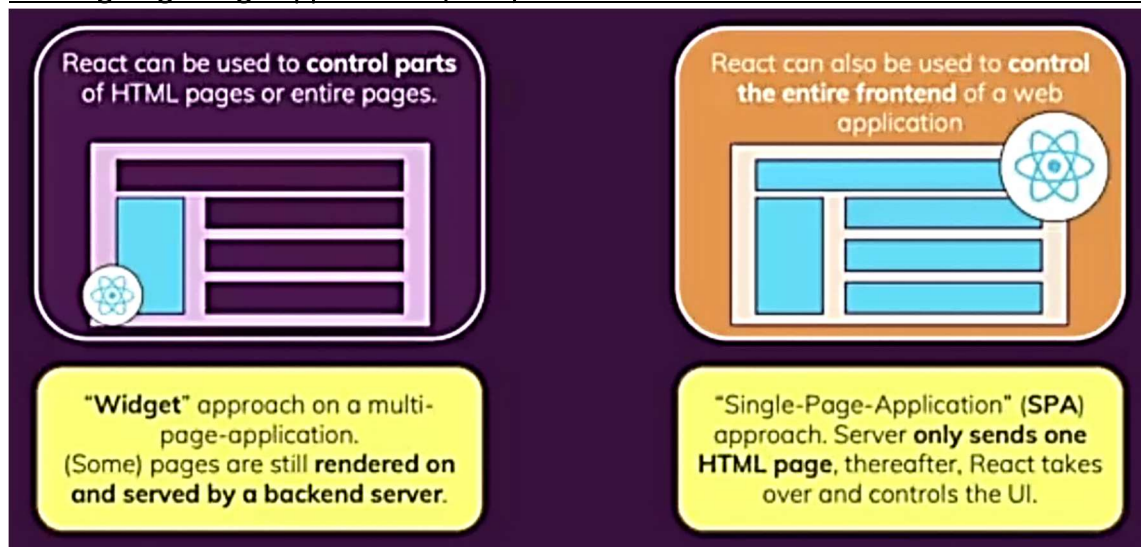 React can be used to control parts
of HTML pages or entire pages.
React can also be used to control
the entire frontend of a web
application
"Widget" approach on a multi-
page-application.
(Some) pages are still rendered on
and served by a backend server.
"Single-Page-Application" (SPA)
approach. Server only sends one
HTML page, thereafter, React takes
over and controls the UI.